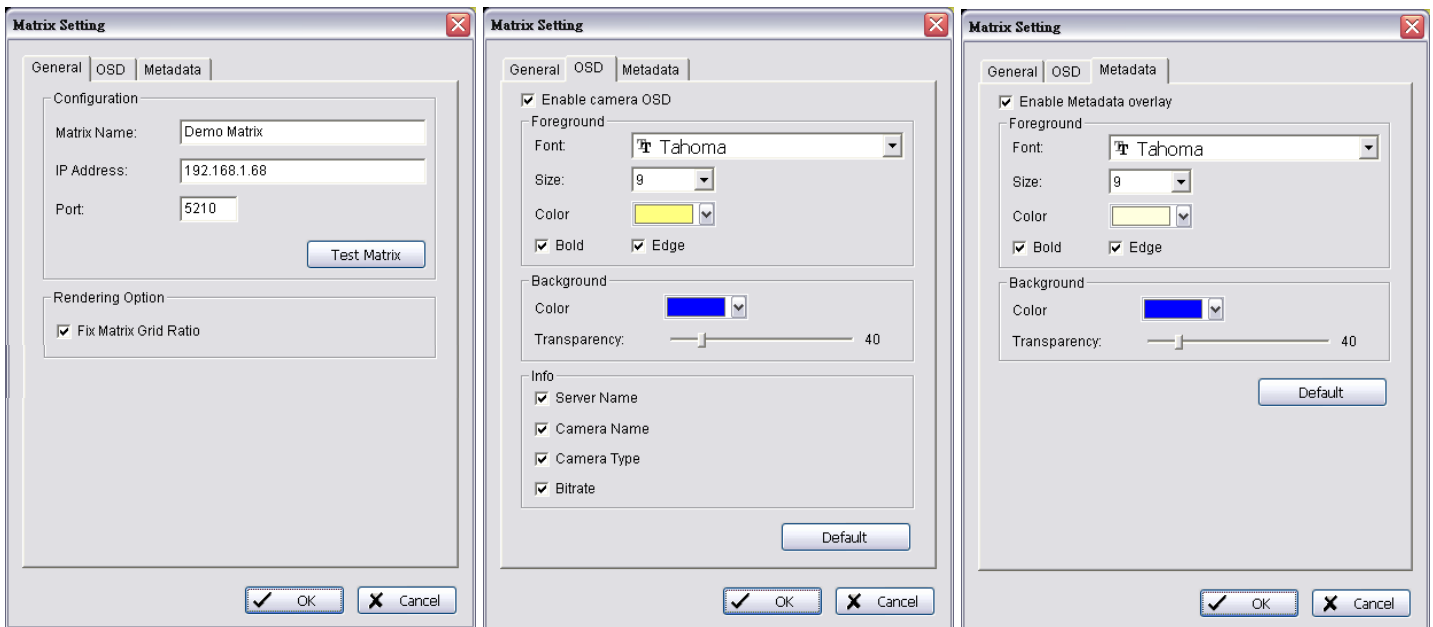 Matrix Setting
General OSD Metadata
Configuration
Matrix Name: Demo Matrix
IP Address: 192.168.1.68
Port: 5210
Test Matrix
Rendering Option
Fix Matrix Grid Ratio
OK Cancel
Matrix Setting
General OSD Metadata
Enable camera OSD
Foreground
Font: Tahoma
Size: 9
Color
Bold Edge
Background
Color
Transparency: 40
Info
Server Name
Camera Name
Camera Type
Bitrate
Default
OK Cancel
Matrix Setting
General OSD Metadata
Enable Metadata overlay
Foreground
Font: Tahoma
Size: 9
Color
Bold Edge
Background
Color
Transparency: 40
Default
OK Cancel